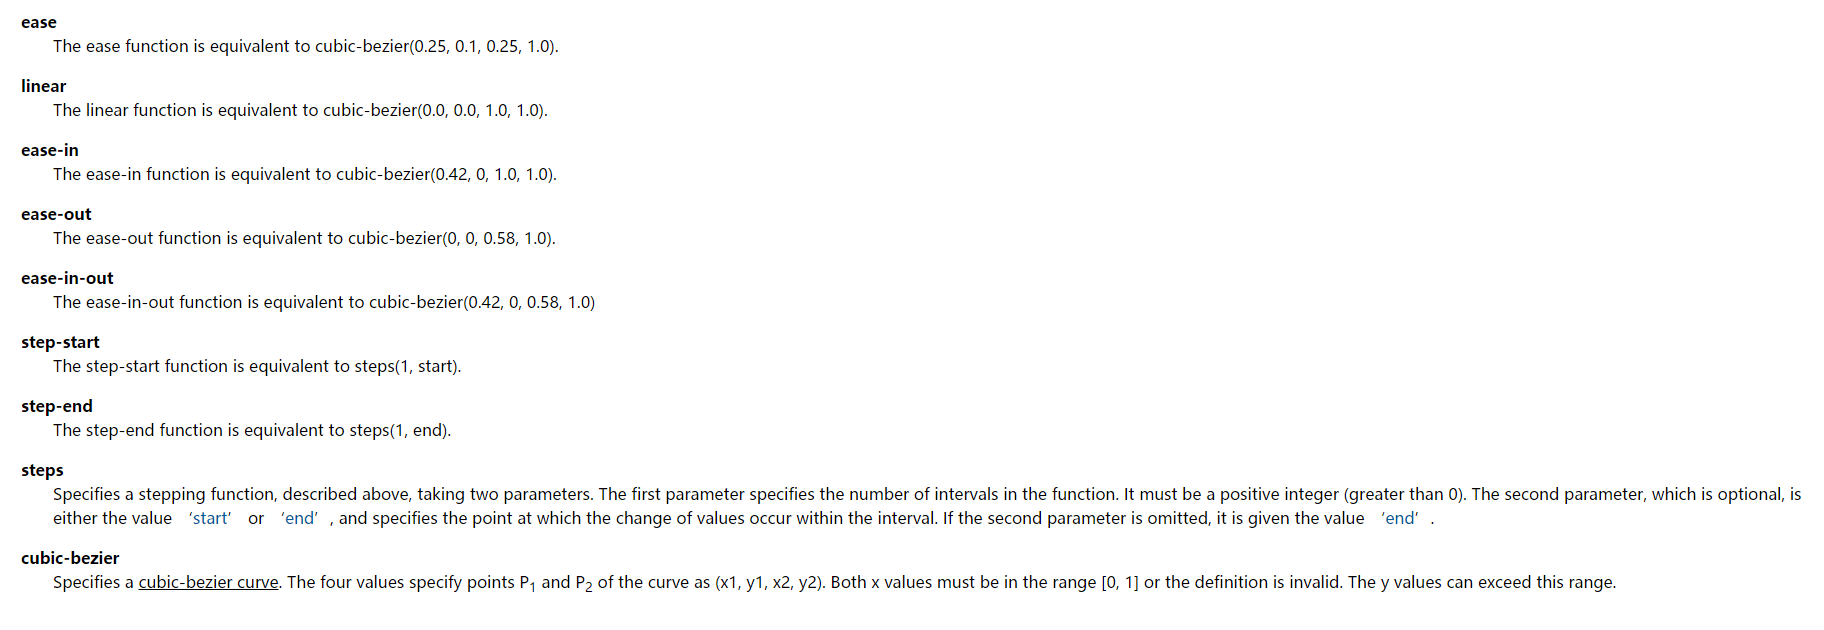 ease
The ease function is equivalent to cubic-bezier(0.25, 0.1, 0.25, 1.0).
linear
The linear function is equivalent to cubic-bezier(0.0, 0.0, 1.0, 1.0).
ease-in
The ease-in function is equivalent to cubic-bezier(0.42, 0, 1.0, 1.0).
ease-out
The ease-out function is equivalent to cubic-bezier(0, 0, 0.58, 1.0).
ease-in-out
The ease-in-out function is equivalent to cubic-bezier(0.42, 0, 0.58, 1.0)
step-start
The step-start function is equivalent to steps(1, start).
step-end
The step-end function is equivalent to steps(1, end).
steps
Specifies a stepping function, described above, taking two parameters. The first parameter specifies the number of intervals in the function. It must be a positive integer (greater than 0). The second parameter, which is optional, is
either the value ‘start’ or ‘end’ , and specifies the point at which the change of values occur within the interval. If the second parameter is omitted, it is given the value ‘end’ .
cubic-bezier
Specifies a cubic-bezier curve. The four values specify points P₁ and P₂ of the curve as (x1, y1, x2, y2). Both x values must be in the range [0, 1] or the definition is invalid. The y values can exceed this range.